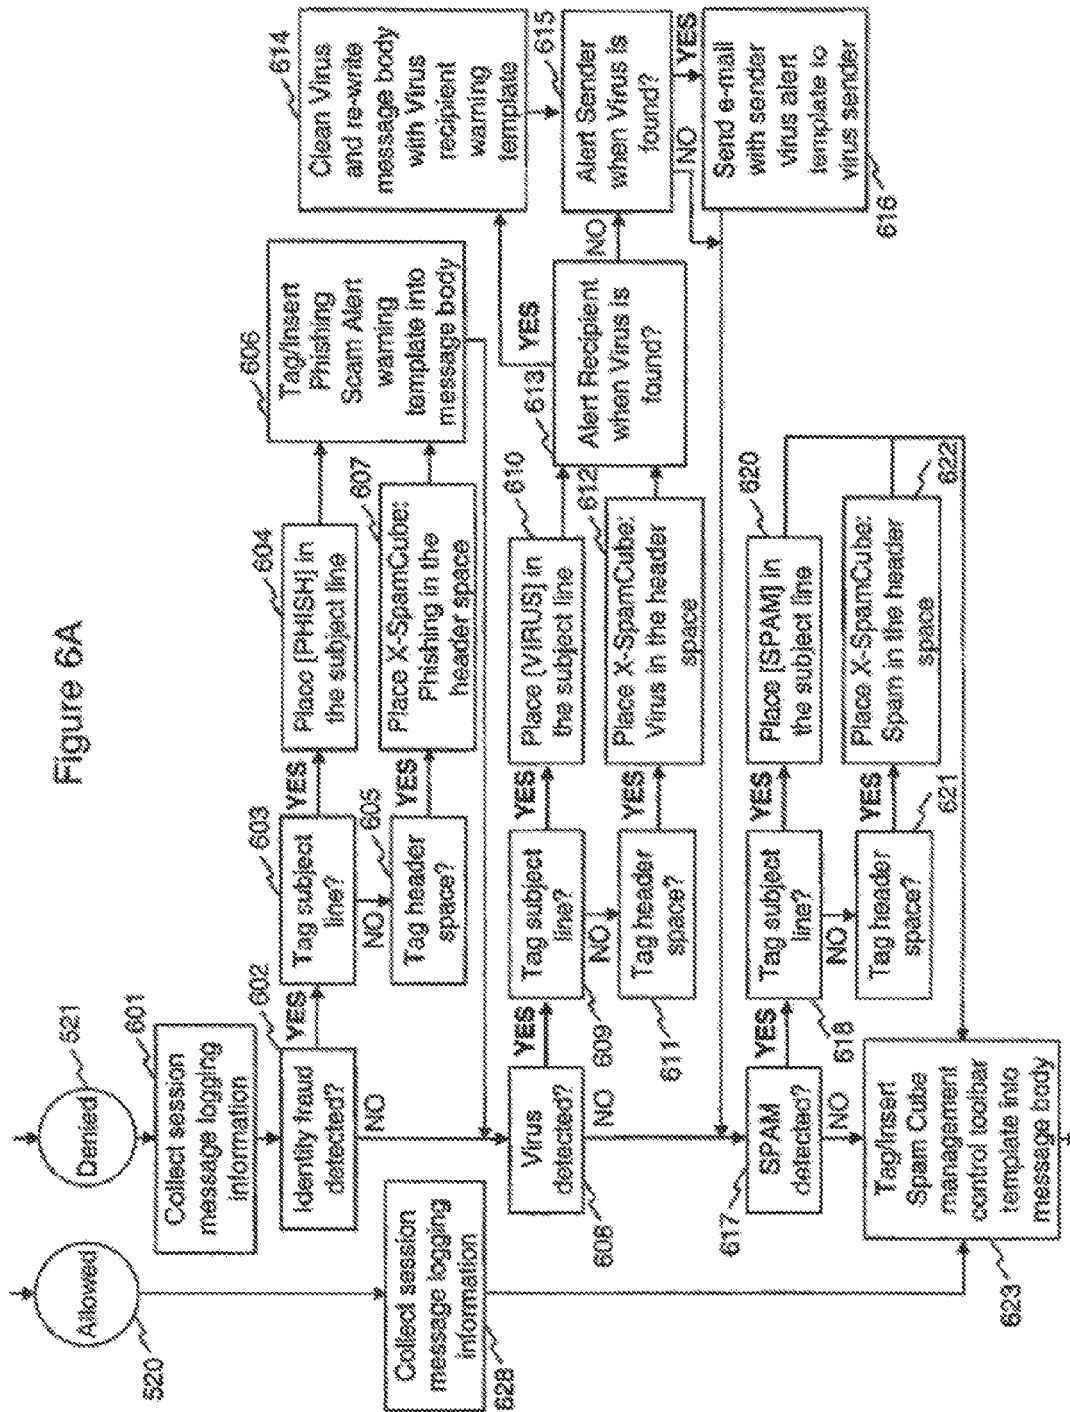 Figure 6A
Allowed
520
Denied
521
Collect session
message logging
information
601
Identity fraud
detected?
602
YES
NO
Tag subject
line?
603
YES
NO
Place [PHISH] in
the subject line
604
Tag header
space?
605
YES
Place X-SpamCube:
Phishing in the
header space
607
Tag/Insert
Phishing
Scam Alert
warning
template into
message body
606
Collect session
message logging
information
628
Virus
detected?
608
YES
NO
Tag subject
line?
609
YES
NO
Place [VIRUS] in
the subject line
610
Tag header
space?
611
YES
Place X-SpamCube:
Virus in the header
space
612
Alert Recipient
when Virus is
found?
613
YES
NO
Clean Virus
and re-write
message body
with Virus
recipient
warning
template
614
Alert Sender
when Virus is
found?
615
YES
NO
Send e-mail
with sender
virus alert
template to
virus sender
616
SPAM
detected?
617
YES
NO
Tag subject
line?
618
YES
NO
Place [SPAM] in
the subject line
620
Tag header
space?
621
YES
Place X-SpamCube:
Spam in the header
space
622
Tag/Insert
Spam Cube
management
control toolbar
template into
message body
623